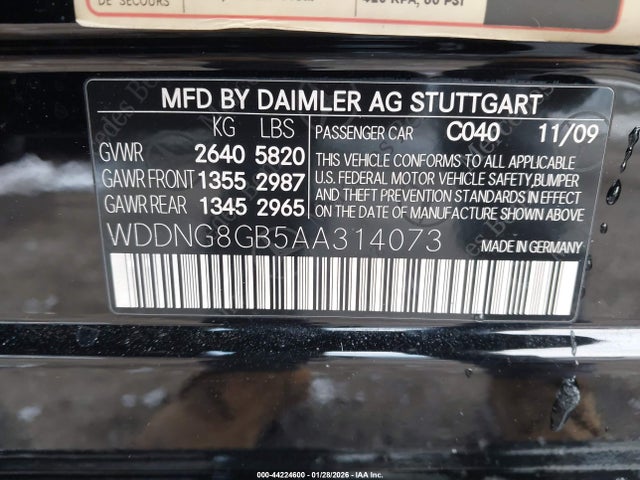 DE SECOURS
MFD BY DAIMLER AG STUTTGART
KG LBS PASSENGER CAR C040 11/09
GVWR 2640 5820
GAWR FRONT 1355 2987
GAWR REAR 1345 2965
THIS VEHICLE CONFORMS TO ALL APPLICABLE
U.S. FEDERAL MOTOR VEHICLE SAFETY, BUMPER
AND THEFT PREVENTION STANDARDS IN EFFECT
ON THE DATE OF MANUFACTURE SHOWN ABOVE
WDDNG8GB5AA314073 MADE IN GERMANY
000-44224600 - 01/28/2026 - IAA Inc.